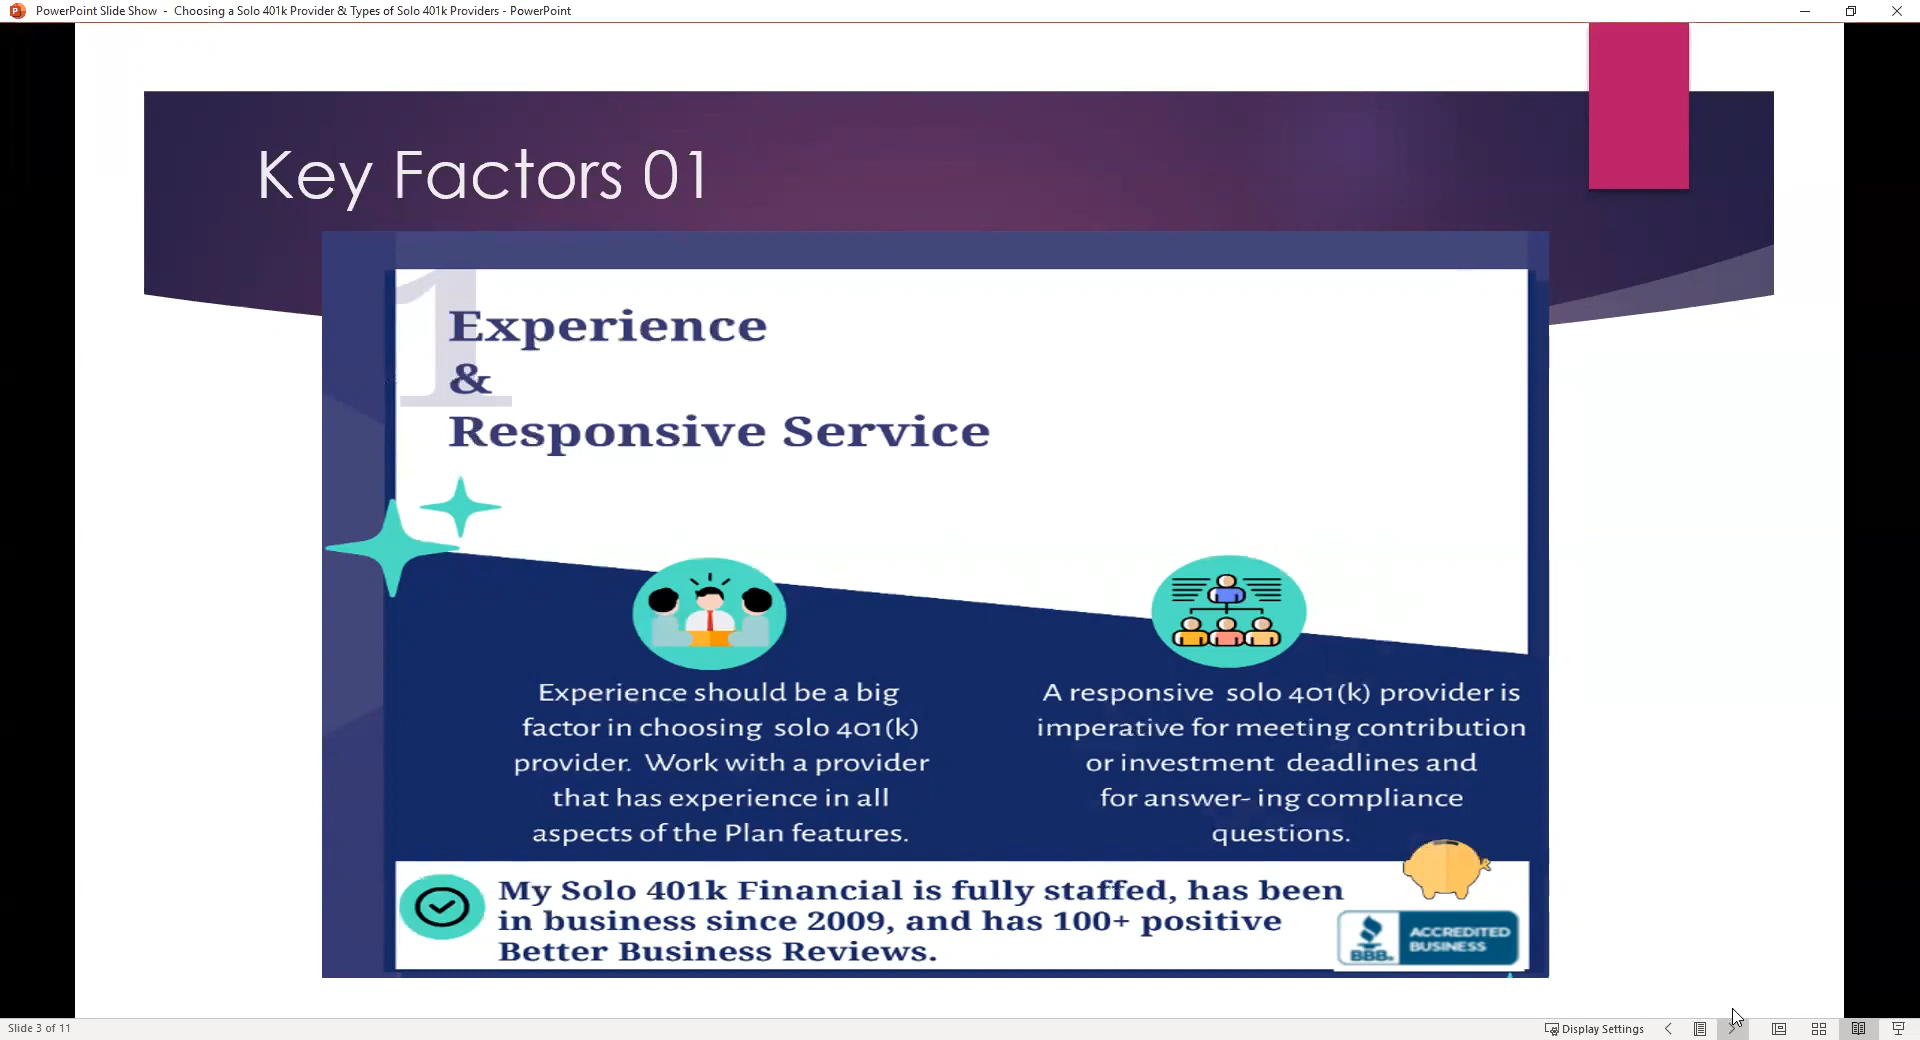 PowerPoint Slide Show - Choosing a Solo 401k Provider & Types of Solo 401k Providers - PowerPoint
Key Factors 01
1
Experience
&
Responsive Service
Experience should be a big
factor in choosing solo 401(k)
provider. Work with a provider
that has experience in all
aspects of the Plan features.
A responsive solo 401(k) provider is
imperative for meeting contribution
or investment deadlines and
for answer- ing compliance
questions.
My Solo 401k Financial is fully staffed, has been
in business since 2009, and has 100+ positive
Better Business Reviews.
BBB.
ACCREDITED
BUSINESS
Slide 3 of 11
Display Settings